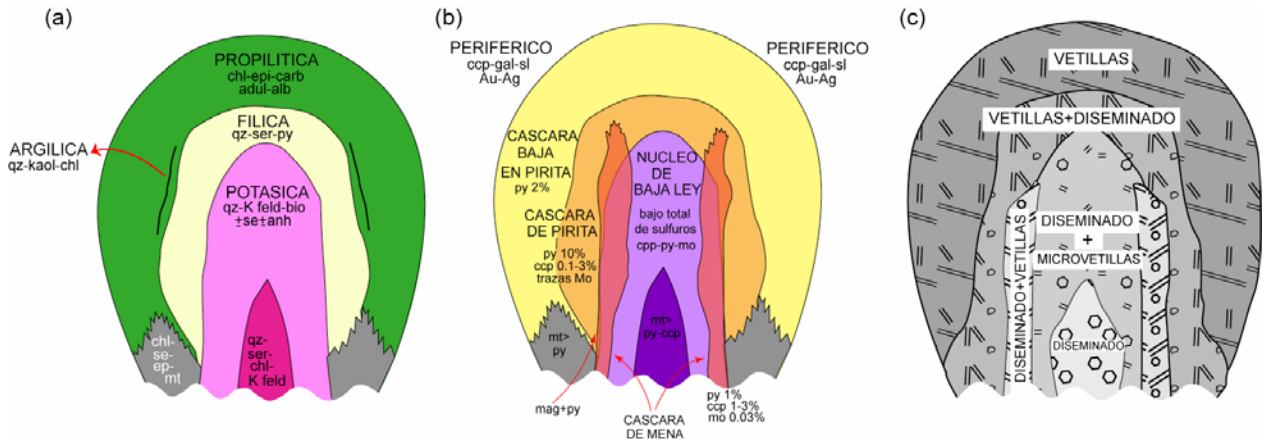 (a)
PROPILITICA
chl-epi-carb
adul-alb
FILICA
qz-ser-py
ARGILICA
qz-kaol-chl
POTASICA
qz-K feld-bio
±se±anh
chl-
se-
ep-
mt
qz-
ser-
chl-
K feld
(b)
PERIFERICO
ccp-gal-sl
Au-Ag
PERIFERICO
ccp-gal-sl
Au-Ag
CASCARA
BAJA
EN PIRITA
py 2%
CASCARA
DE PIRITA
py 10%
ccp 0.1-3%
trazas Mo
NUCLEO
DE
BAJA LEY
bajo total
de sulfuros
cpp-py-mo
mt>
py
mt>
py-ccp
mag+py
CASCARA
DE MENA
py 1%
ccp 1-3%
mo 0.03%
(c)
VETILLAS
VETILLAS+DISEMINADO
DISEMINADO+VETILLAS
DISEMINADO
+
MICROVETILLAS
DISEMINADO